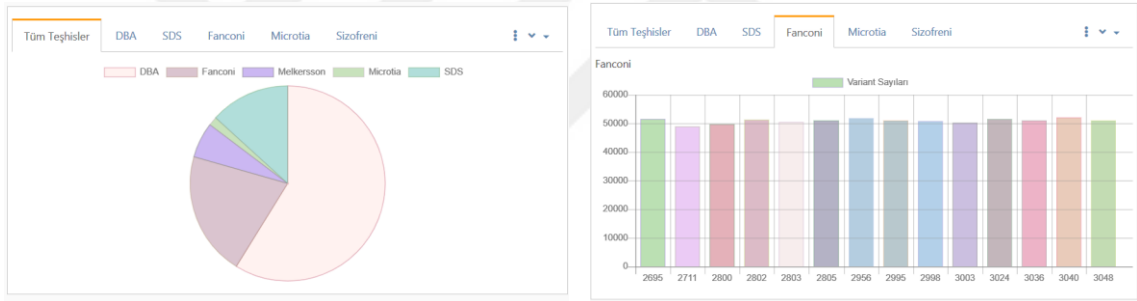 Tüm Teşhisler DBA SDS Fanconi Microtia Sizofreni
DBA Fanconi Melkersson Microtia SDS
Tüm Teşhisler DBA SDS Fanconi Microtia Sizofreni
Fanconi
Variant Sayıları
60000
50000
40000
30000
20000
10000
0
2695 2711 2800 2802 2803 2805 2956 2995 2998 3003 3024 3036 3040 3048